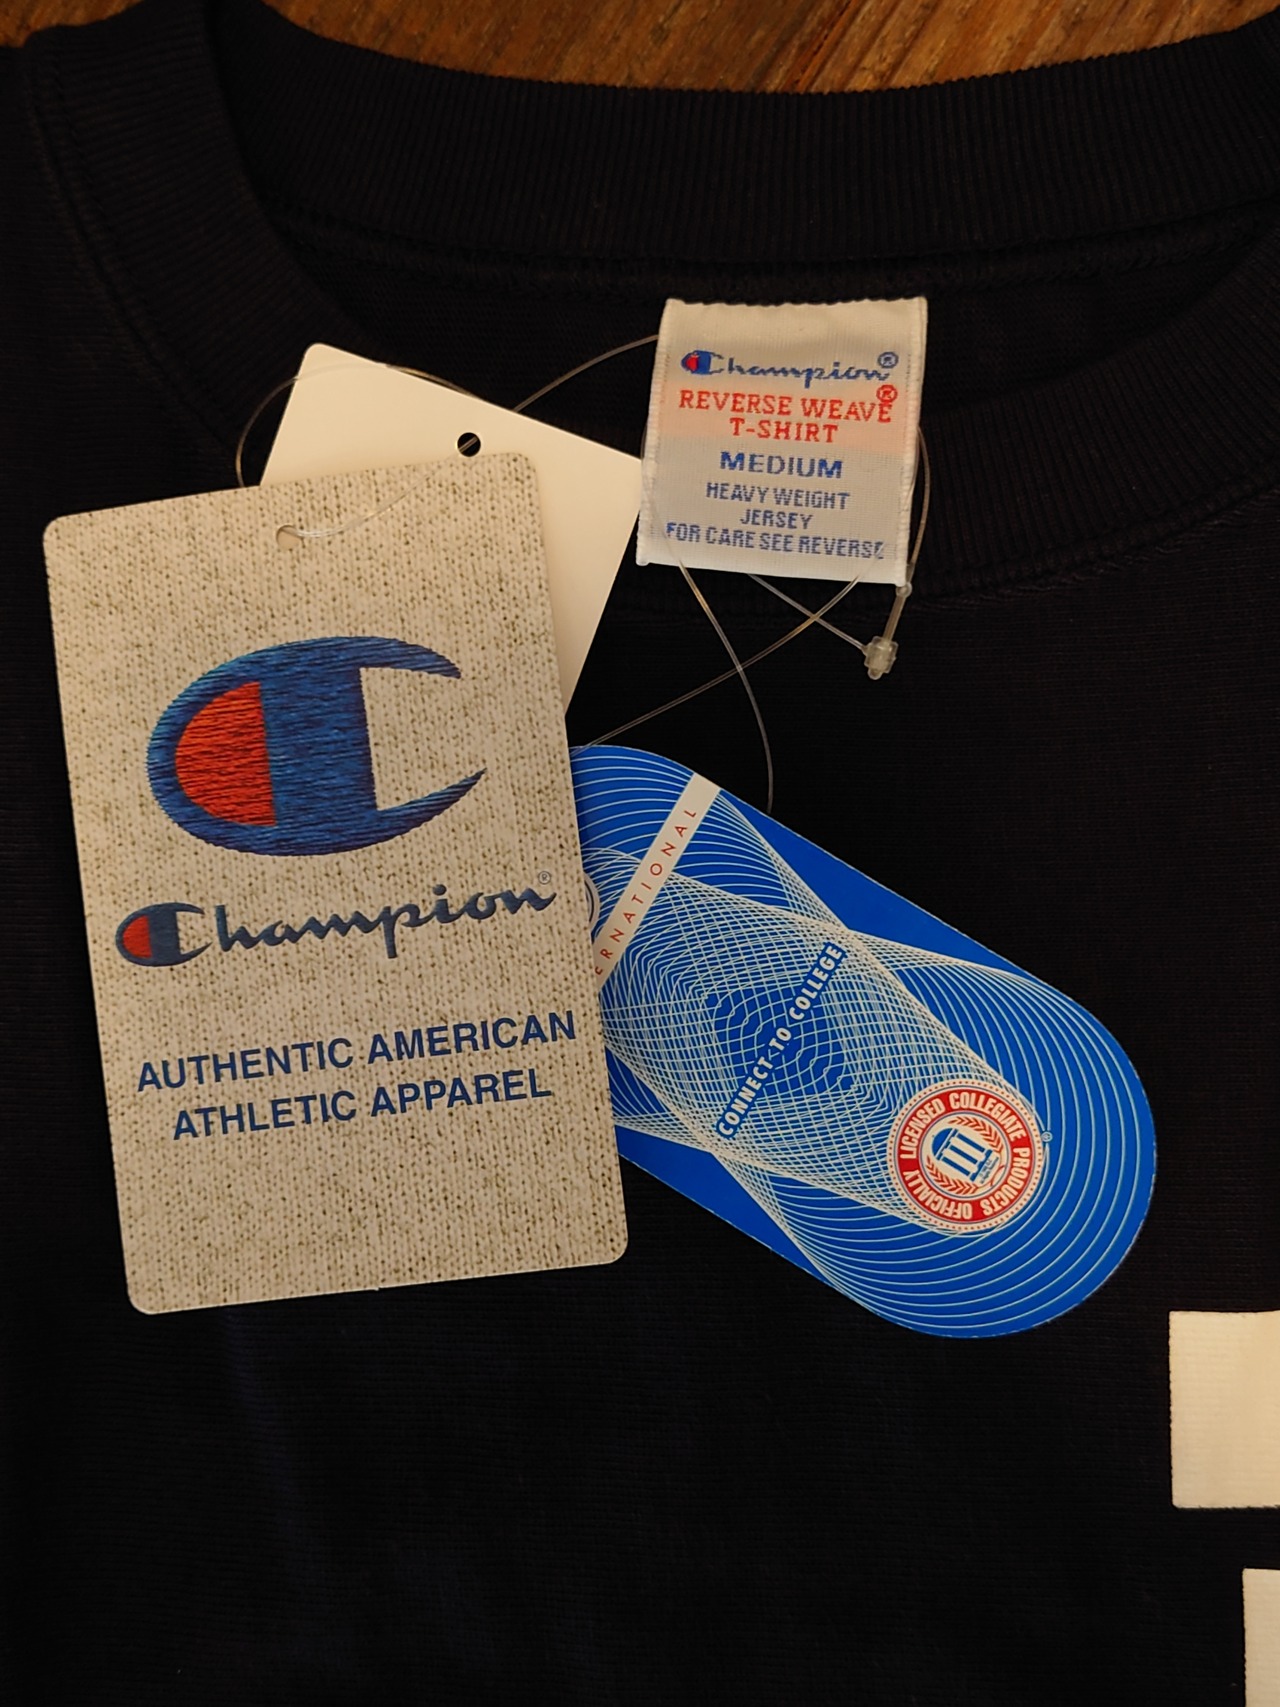 Champion®
REVERSE WEAVE®
T-SHIRT
MEDIUM
HEAVY WEIGHT
JERSEY
FOR CARE SEE REVERSE
Champion®
AUTHENTIC AMERICAN
ATHLETIC APPAREL
ERNATIONAL
CONNECT TO COLLEGE
OFFICIALLY LICENSED COLLEGIATE PRODUCTS
®